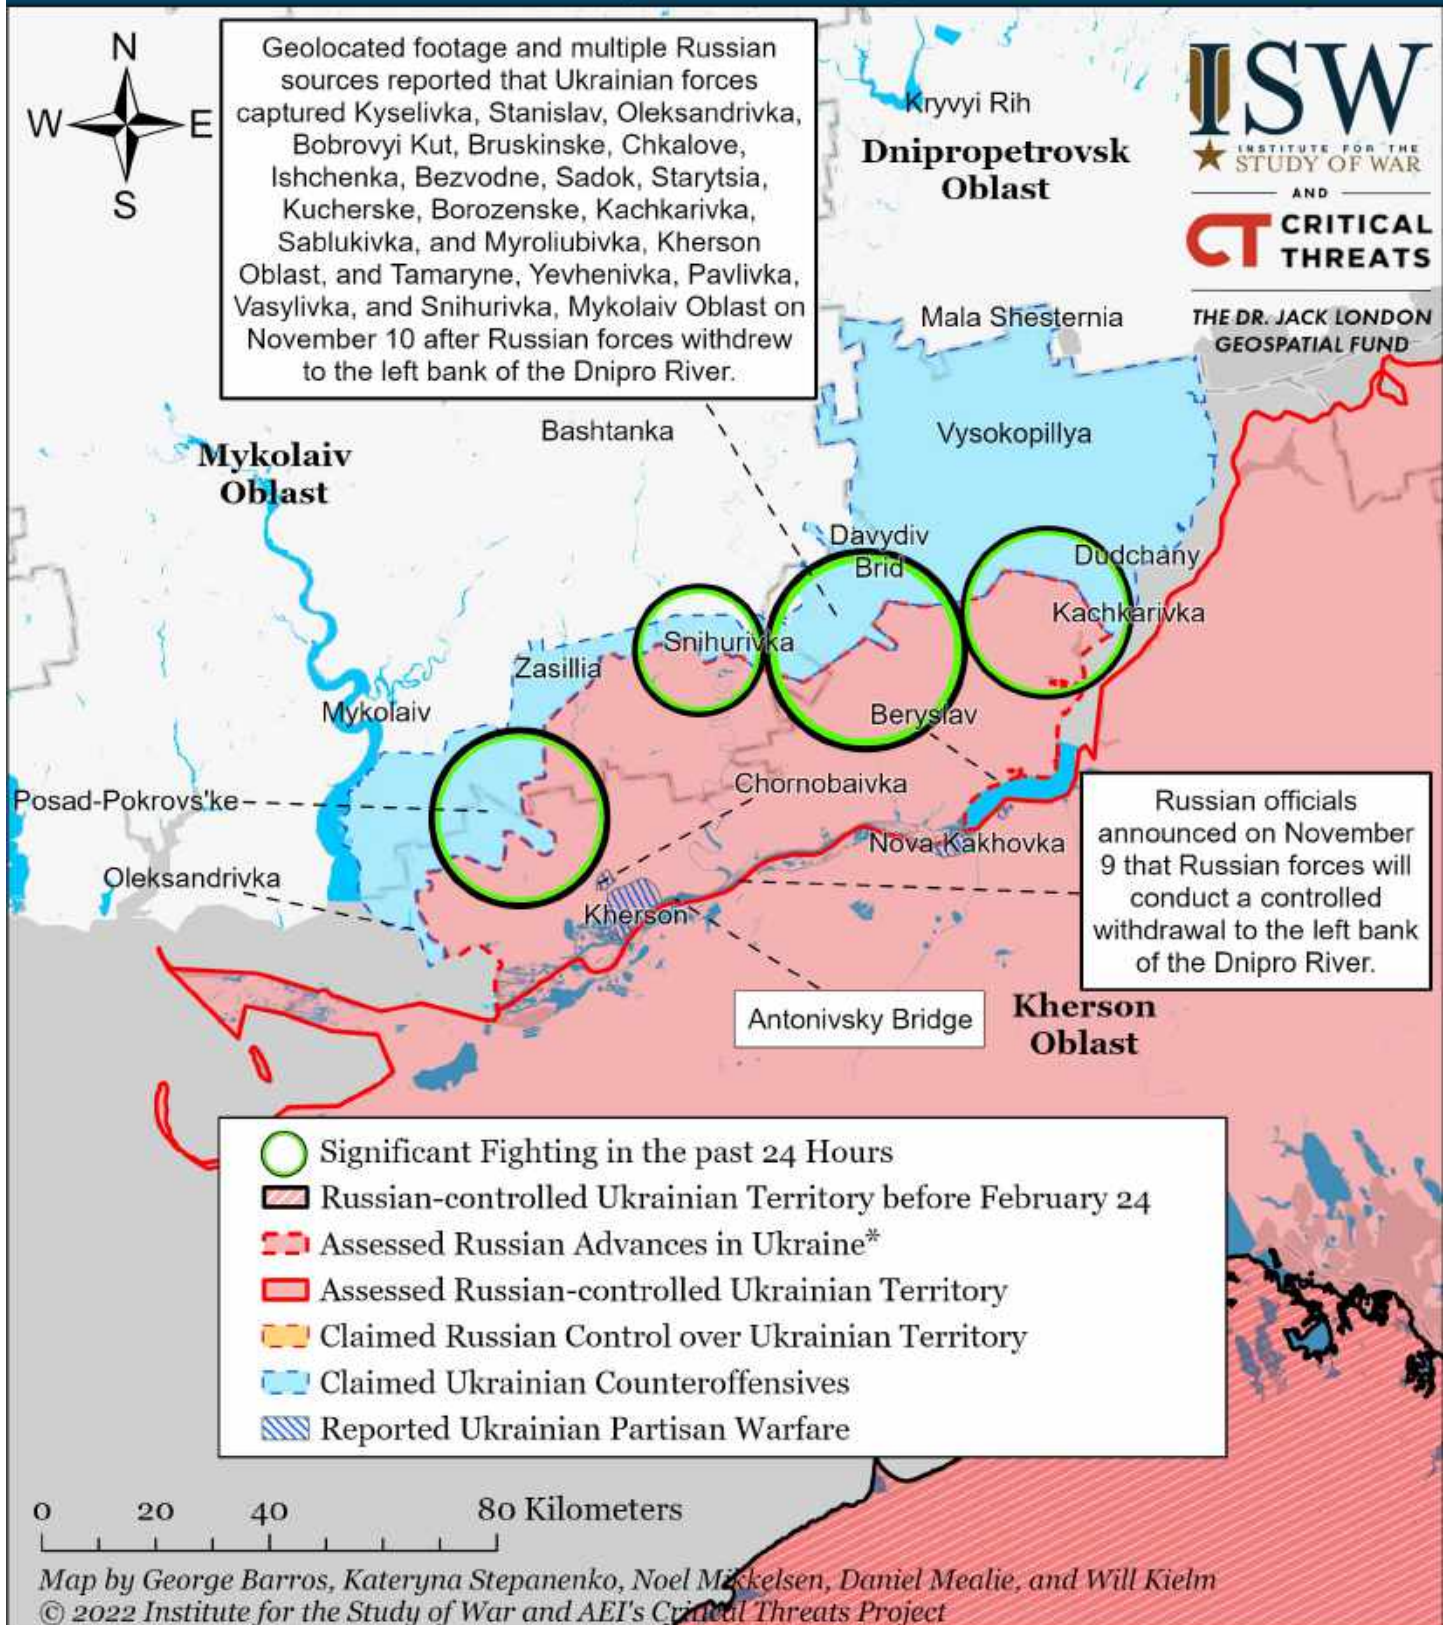 N
W
E
S
Geolocated footage and multiple Russian
sources reported that Ukrainian forces
captured Kyselivka, Stanislav, Oleksandrivka,
Bobrovyi Kut, Bruskinske, Chkalove,
Ishchenka, Bezvodne, Sadok, Starytsia,
Kucherske, Borozenske, Kachkarivka,
Sablukivka, and Myroliubivka, Kherson
Oblast, and Tamaryne, Yevhenivka, Pavlivka,
Vasylivka, and Snihurivka, Mykolaiv Oblast on
November 10 after Russian forces withdrew
to the left bank of the Dnipro River.
Kryvyi Rih
Dnipropetrovsk
Oblast
ISW
INSTITUTE FOR THE
STUDY OF WAR
AND
CT CRITICAL
THREATS
THE DR. JACK LONDON
GEOSPATIAL FUND
Mala Shesternia
Bashtanka
Vysokopillya
Mykolaiv
Oblast
Davydiv
Brid
Dudchany
Kachkarivka
Snihurivka
Zasillia
Mykolaiv
Beryslav
Chornobaivka
Posad-Pokrovs'ke
Nova Kakhovka
Oleksandrivka
Kherson
Russian officials
announced on November
9 that Russian forces will
conduct a controlled
withdrawal to the left bank
of the Dnipro River.
Antonivsky Bridge
Kherson
Oblast
Significant Fighting in the past 24 Hours
Russian-controlled Ukrainian Territory before February 24
Assessed Russian Advances in Ukraine*
Assessed Russian-controlled Ukrainian Territory
Claimed Russian Control over Ukrainian Territory
Claimed Ukrainian Counteroffensives
Reported Ukrainian Partisan Warfare
0 20 40 80 Kilometers
Map by George Barros, Kateryna Stepanenko, Noel Mikkelsen, Daniel Mealie, and Will Kielm
© 2022 Institute for the Study of War and AEI's Critical Threats Project